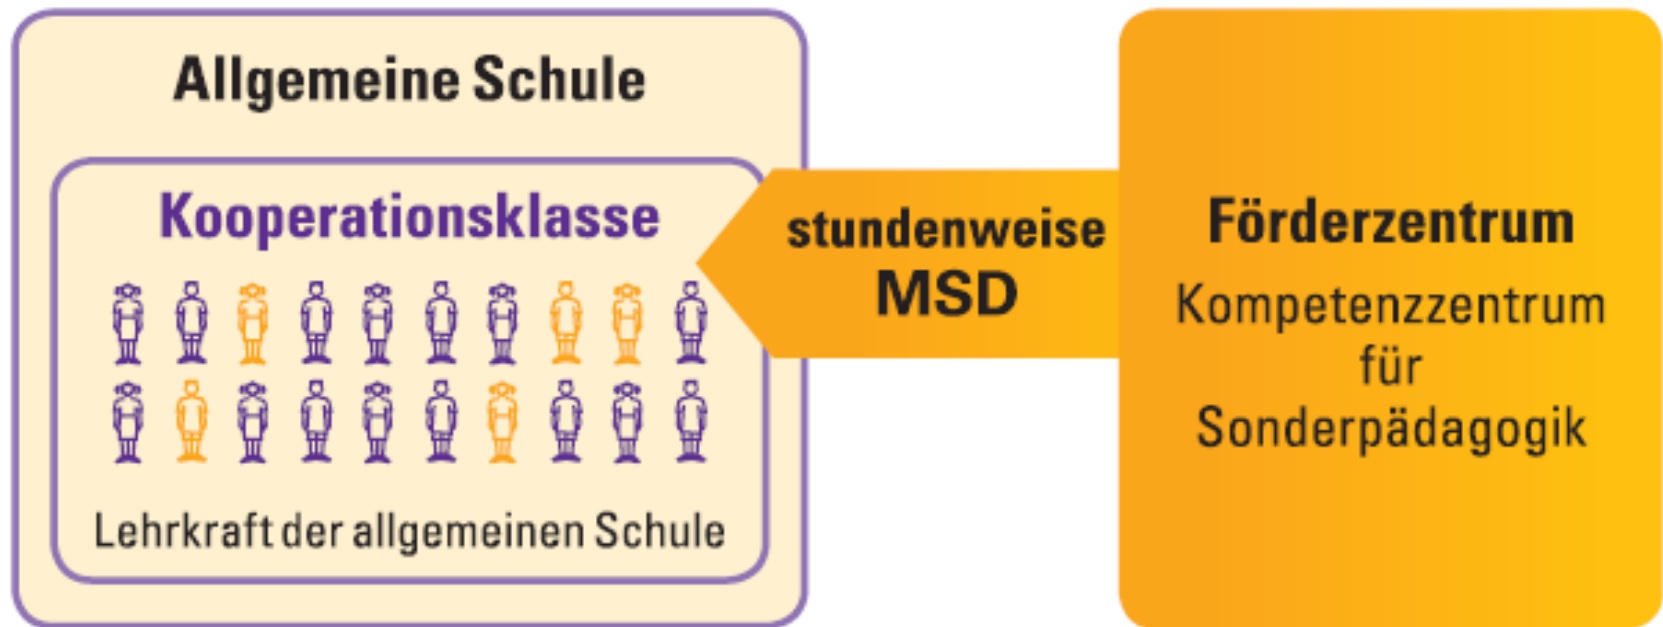 Allgemeine Schule
Kooperationsklasse
Lehrkraft der allgemeinen Schule
stundenweise
MSD
Förderzentrum
Kompetenzzentrum
für
Sonderpädagogik